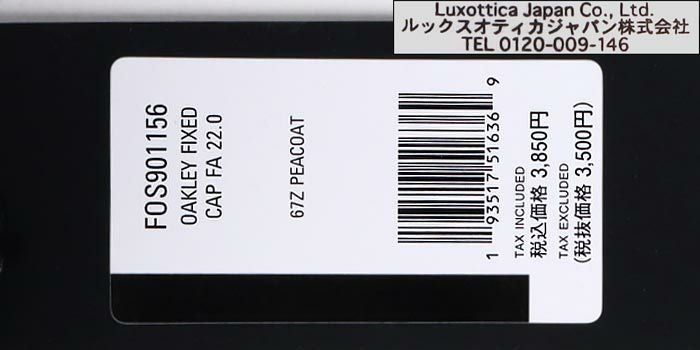 Luxottica Japan Co., Ltd.
ルックスオティカジャパン株式会社
TEL 0120-009-146
FOS901156
OAKLEY FIXED
CAP FA 22.0
67Z PEACOAT
1 93517 51636 9
TAX INCLUDED
税込価格 3,850円
TAX EXCLUDED
(税抜価格 3,500円)